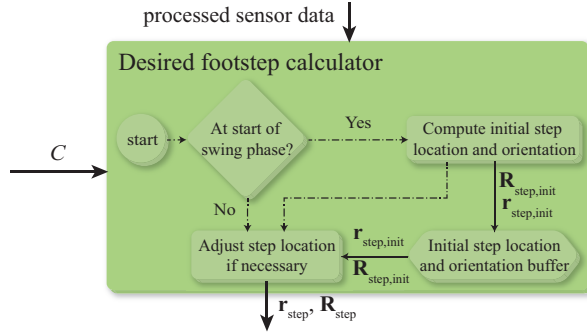 processed sensor data
Desired footstep calculator
start
At start of
swing phase?
Yes
Compute initial step
location and orientation
C
No
R_step,init
r_step,init
Adjust step location
if necessary
r_step,init
R_step,init
Initial step location
and orientation buffer
r_step, R_step